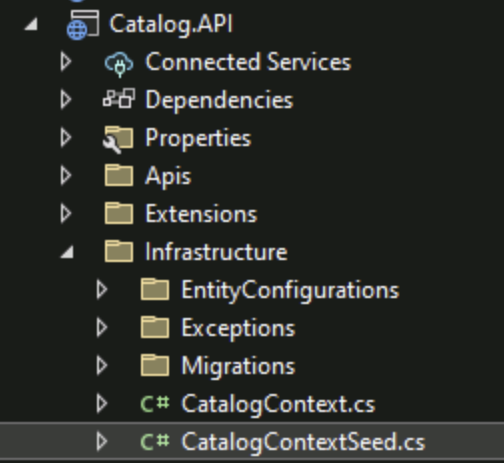 Catalog.API
Connected Services
Dependencies
Properties
Apis
Extensions
Infrastructure
EntityConfigurations
Exceptions
Migrations
C# CatalogContext.cs
C# CatalogContextSeed.cs